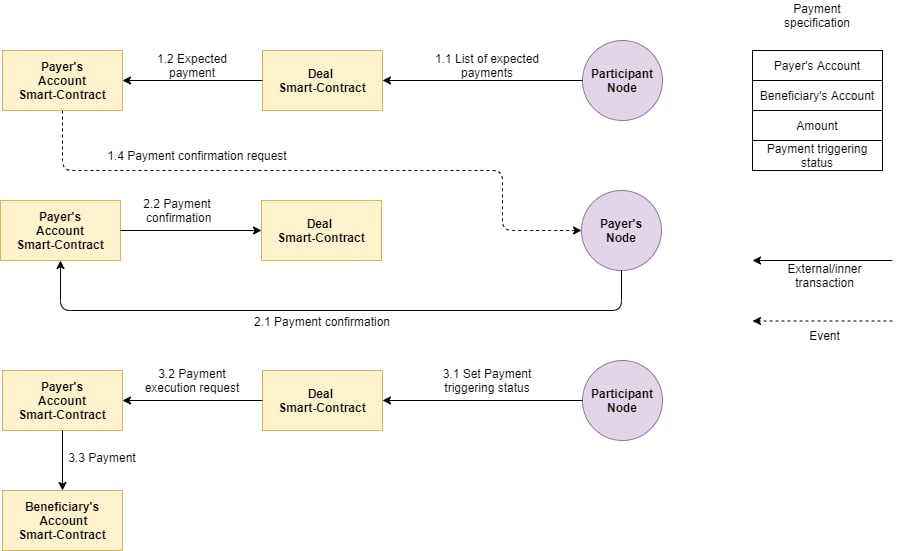 Payment
specification
Payer's
Account
Smart-Contract
1.2 Expected
payment
Deal
Smart-Contract
1.1 List of expected
payments
Participant
Node
Payer's Account
Beneficiary's Account
Amount
Payment triggering
status
1.4 Payment confirmation request
Payer's
Account
Smart-Contract
2.2 Payment
confirmation
Deal
Smart-Contract
Payer's
Node
External/inner
transaction
2.1 Payment confirmation
Event
Payer's
Account
Smart-Contract
3.2 Payment
execution request
Deal
Smart-Contract
3.1 Set Payment
triggering status
Participant
Node
3.3 Payment
Beneficiary's
Account
Smart-Contract